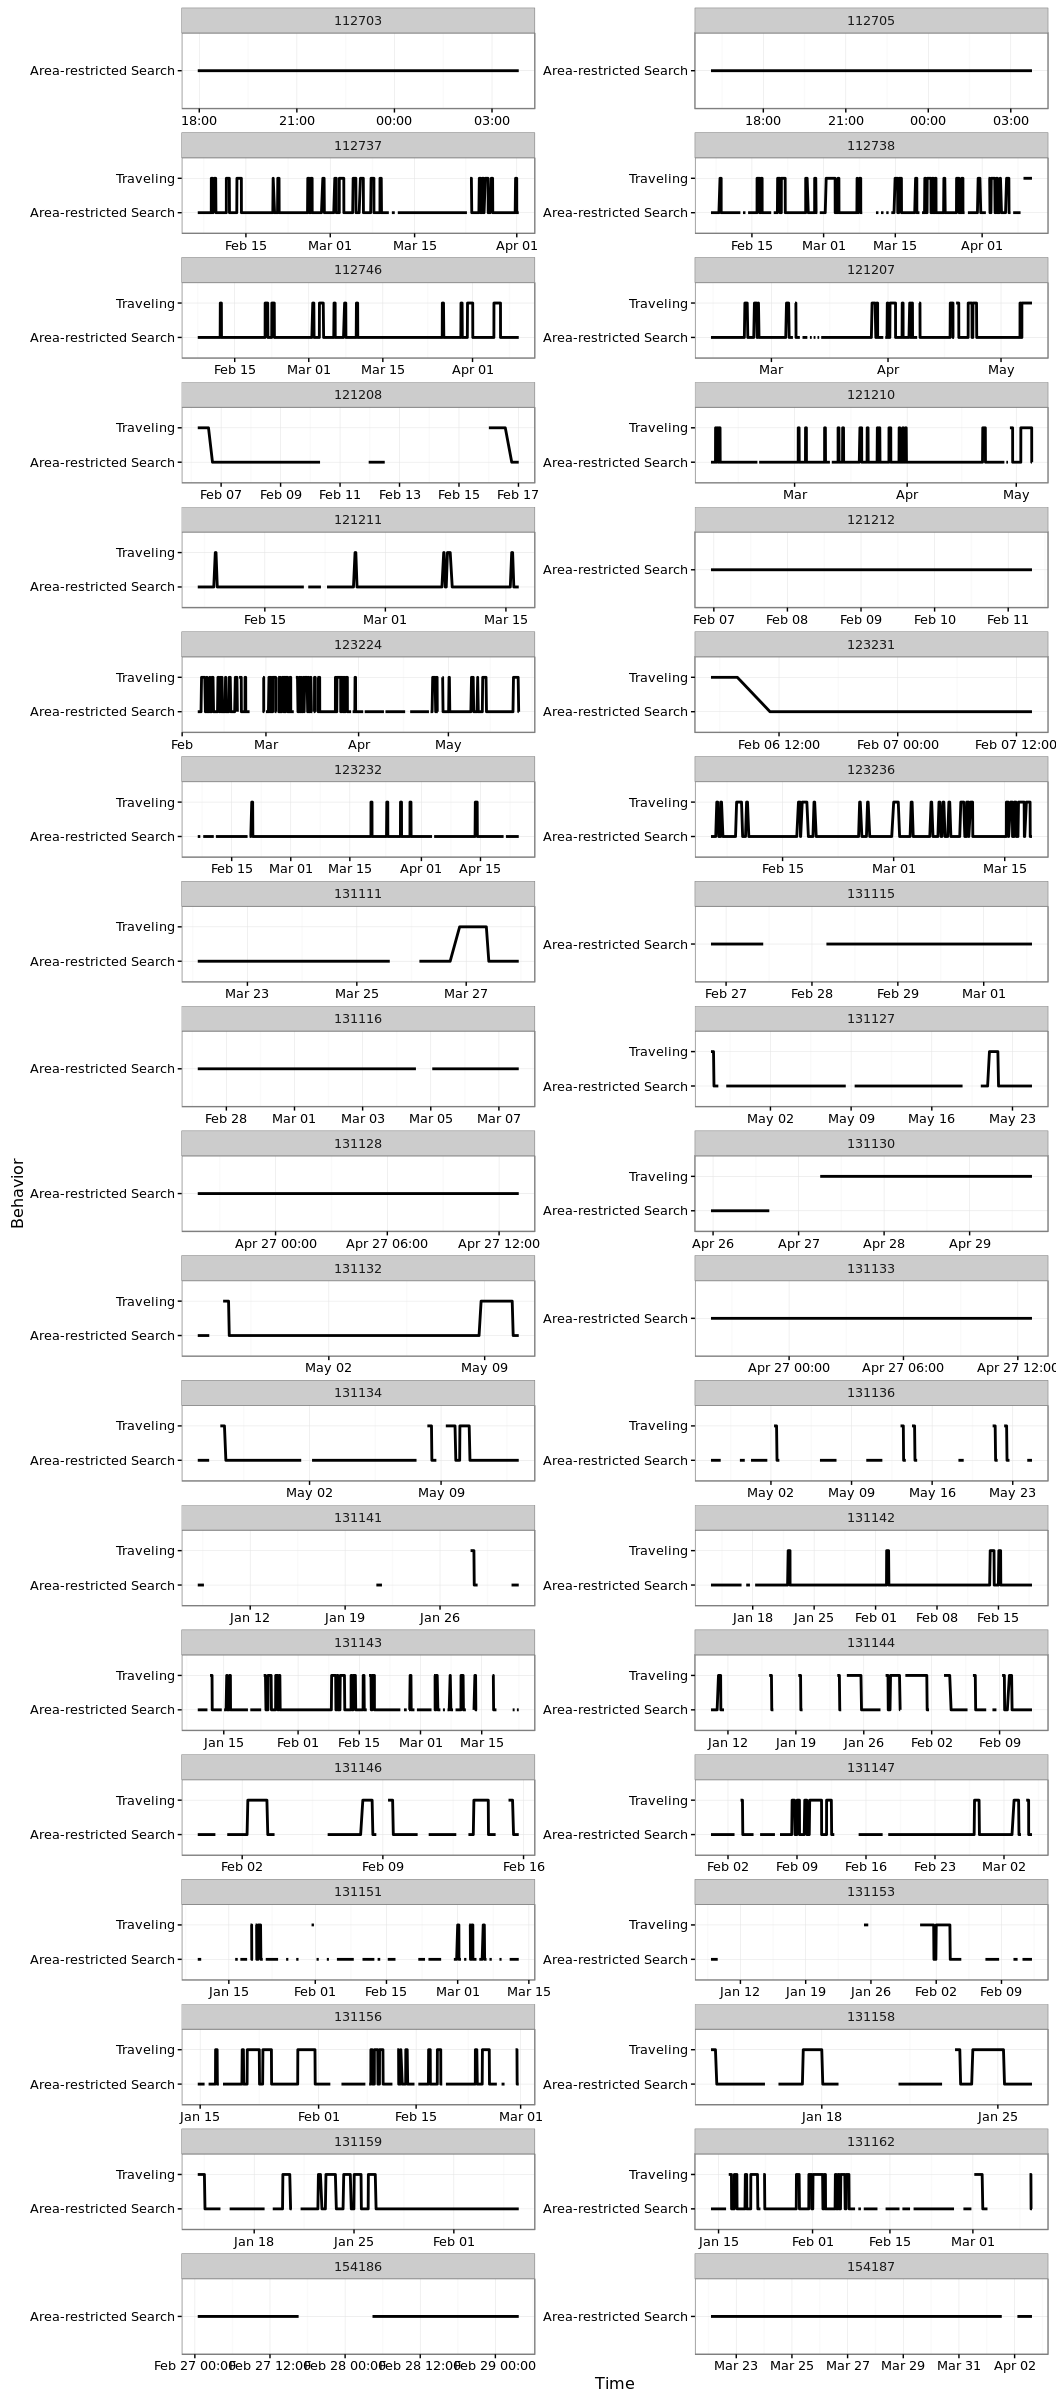 112703 112705
Area-restricted Search Area-restricted Search
18:00 21:00 00:00 03:00 18:00 21:00 00:00 03:00
112737 112738
Traveling Traveling
Area-restricted Search Area-restricted Search
Feb 15 Mar 01 Mar 15 Apr 01 Feb 15 Mar 01 Mar 15 Apr 01
112746 121207
Traveling Traveling
Area-restricted Search Area-restricted Search
Feb 15 Mar 01 Mar 15 Apr 01 Mar Apr May
121208 121210
Traveling Traveling
Area-restricted Search Area-restricted Search
Feb 07 Feb 09 Feb 11 Feb 13 Feb 15 Feb 17 Mar Apr May
121211 121212
Traveling
Area-restricted Search Area-restricted Search
Feb 15 Mar 01 Mar 15 Feb 07 Feb 08 Feb 09 Feb 10 Feb 11
123224 123231
Traveling Traveling
Area-restricted Search Area-restricted Search
Feb Mar Apr May Feb 06 12:00 Feb 07 00:00 Feb 07 12:00
123232 123236
Traveling Traveling
Area-restricted Search Area-restricted Search
Feb 15 Mar 01 Mar 15 Apr 01 Apr 15 Feb 15 Mar 01 Mar 15
131111 131115
Traveling
Area-restricted Search Area-restricted Search
Mar 23 Mar 25 Mar 27 Feb 27 Feb 28 Feb 29 Mar 01
131116 131127
Traveling
Area-restricted Search Area-restricted Search
Feb 28 Mar 01 Mar 03 Mar 05 Mar 07 May 02 May 09 May 16 May 23
131128 131130
Traveling
Area-restricted Search Area-restricted Search
Apr 27 00:00 Apr 27 06:00 Apr 27 12:00 Apr 26 Apr 27 Apr 28 Apr 29
Behavior
131132 131133
Traveling
Area-restricted Search Area-restricted Search
May 02 May 09 Apr 27 00:00 Apr 27 06:00 Apr 27 12:00
131134 131136
Traveling Traveling
Area-restricted Search Area-restricted Search
May 02 May 09 May 02 May 09 May 16 May 23
131141 131142
Traveling Traveling
Area-restricted Search Area-restricted Search
Jan 12 Jan 19 Jan 26 Jan 18 Jan 25 Feb 01 Feb 08 Feb 15
131143 131144
Traveling Traveling
Area-restricted Search Area-restricted Search
Jan 15 Feb 01 Feb 15 Mar 01 Mar 15 Jan 12 Jan 19 Jan 26 Feb 02 Feb 09
131146 131147
Traveling Traveling
Area-restricted Search Area-restricted Search
Feb 02 Feb 09 Feb 16 Feb 02 Feb 09 Feb 16 Feb 23 Mar 02
131151 131153
Traveling Traveling
Area-restricted Search Area-restricted Search
Jan 15 Feb 01 Feb 15 Mar 01 Mar 15 Jan 12 Jan 19 Jan 26 Feb 02 Feb 09
131156 131158
Traveling Traveling
Area-restricted Search Area-restricted Search
Jan 15 Feb 01 Feb 15 Mar 01 Jan 18 Jan 25
131159 131162
Traveling Traveling
Area-restricted Search Area-restricted Search
Jan 18 Jan 25 Feb 01 Jan 15 Feb 01 Feb 15 Mar 01
154186 154187
Area-restricted Search Area-restricted Search
Feb 27 00:00 Feb 27 12:00 Feb 28 00:00 Feb 28 12:00 Feb 29 00:00 Mar 23 Mar 25 Mar 27 Mar 29 Mar 31 Apr 02
Time